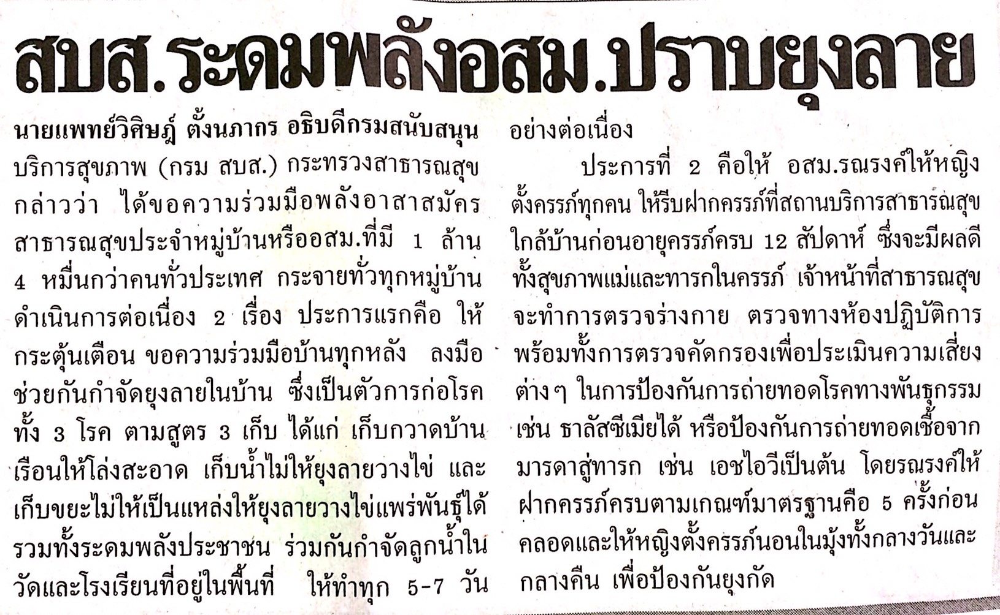 สบส.ระดมพลังอสม.ปราบยุงลาย
นายแพทย์วิศิษฎ์ ตั้งนภากร อธิบดีกรมสนับสนุน
บริการสุขภาพ (กรม สบส.) กระทรวงสาธารณสุข
กล่าวว่า ได้ขอความร่วมมือพลังอาสาสมัคร
สาธารณสุขประจำหมู่บ้านหรืออสม.ที่มี 1 ล้าน
4 หมื่นกว่าคนทั่วประเทศ กระจายทั่วทุกหมู่บ้าน
ดำเนินการต่อเนื่อง 2 เรื่อง ประการแรกคือ ให้
กระตุ้นเตือน ขอความร่วมมือบ้านทุกหลัง ลงมือ
ช่วยกันกำจัดยุงลายในบ้าน ซึ่งเป็นตัวการก่อโรค
ทั้ง 3 โรค ตามสูตร 3 เก็บ ได้แก่ เก็บกวาดบ้าน
เรือนให้โล่งสะอาด เก็บน้ำไม่ให้ยุงลายวางไข่ และ
เก็บขยะไม่ให้เป็นแหล่งให้ยุงลายวางไข่แพร่พันธุ์ได้
รวมทั้งระดมพลังประชาชน ร่วมกันกำจัดลูกน้ำใน
วัดและโรงเรียนที่อยู่ในพื้นที่ ให้ทำทุก 5-7 วัน
อย่างต่อเนื่อง
ประการที่ 2 คือให้ อสม.รณรงค์ให้หญิง
ตั้งครรภ์ทุกคน ให้รีบฝากครรภ์ที่สถานบริการสาธารณสุข
ใกล้บ้านก่อนอายุครรภ์ครบ 12 สัปดาห์ ซึ่งจะมีผลดี
ทั้งสุขภาพแม่และทารกในครรภ์ เจ้าหน้าที่สาธารณสุข
จะทำการตรวจร่างกาย ตรวจทางห้องปฏิบัติการ
พร้อมทั้งการตรวจคัดกรองเพื่อประเมินความเสี่ยง
ต่างๆ ในการป้องกันการถ่ายทอดโรคทางพันธุกรรม
เช่น ธาลัสซีเมียได้ หรือป้องกันการถ่ายทอดเชื้อจาก
มารดาสู่ทารก เช่น เอชไอวีเป็นต้น โดยรณรงค์ให้
ฝากครรภ์ครบตามเกณฑ์มาตรฐานคือ 5 ครั้งก่อน
คลอดและให้หญิงตั้งครรภ์นอนในมุ้งทั้งกลางวันและ
กลางคืน เพื่อป้องกันยุงกัด